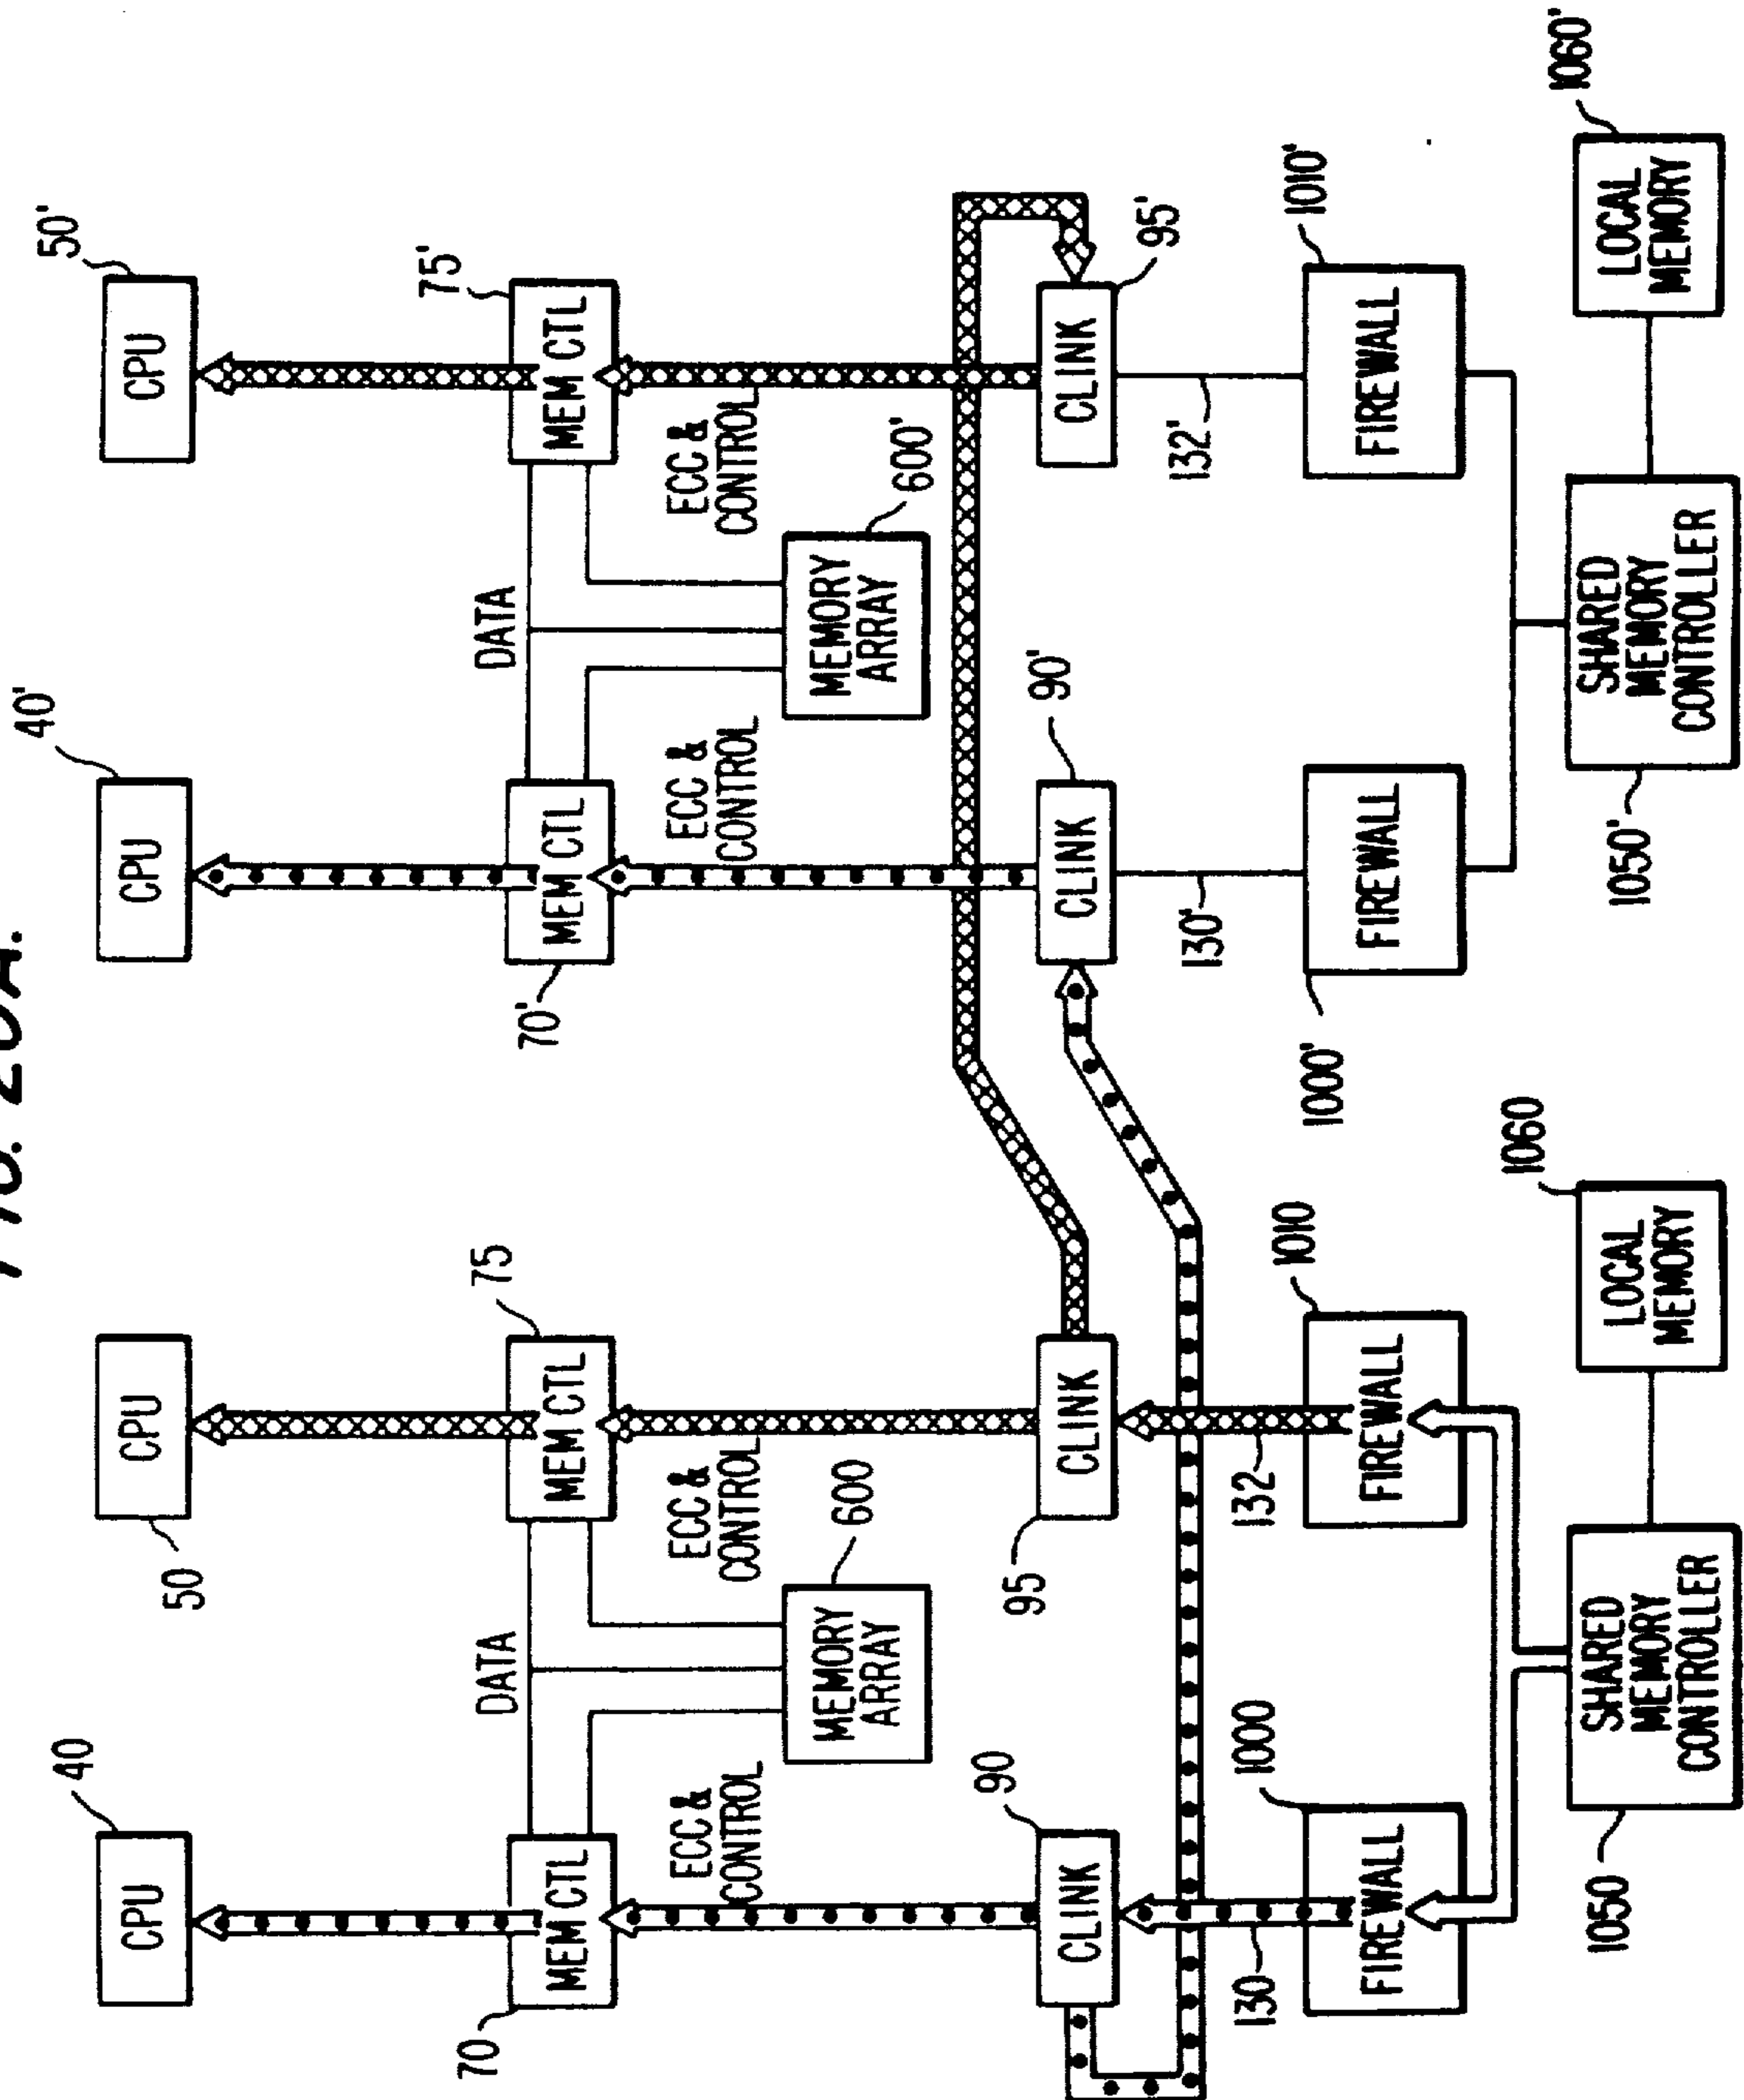 FIG. 20A.
40
CPU
50
CPU
40'
CPU
50'
CPU
70
MEM CTL
DATA
75
MEM CTL
70'
MEM CTL
DATA
75'
MEM CTL
ECC &
CONTROL
ECC &
CONTROL
ECC &
CONTROL
ECC &
CONTROL
600
MEMORY
ARRAY
600'
MEMORY
ARRAY
90
CLINK
95
CLINK
90'
CLINK
95'
CLINK
130
132
130'
132'
1000
FIREWALL
1010
FIREWALL
1000'
FIREWALL
1010'
FIREWALL
1050
SHARED
MEMORY
CONTROLLER
1060
LOCAL
MEMORY
1050'
SHARED
MEMORY
CONTROLLER
1060'
LOCAL
MEMORY